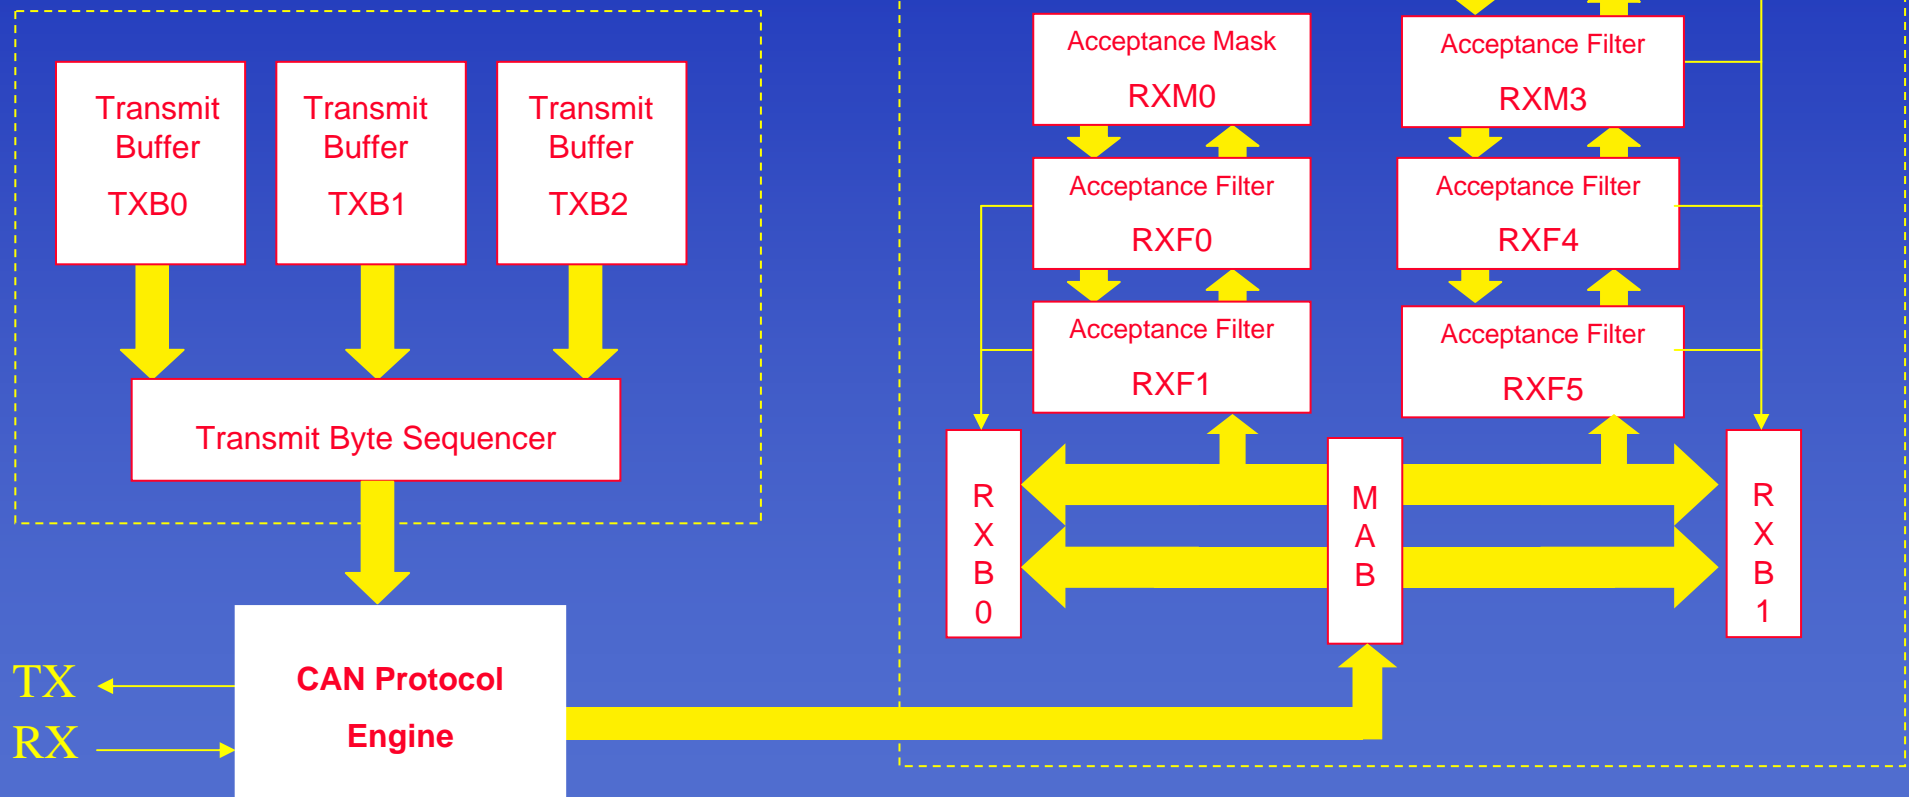 Transmit
Buffer
TXB0
Transmit
Buffer
TXB1
Transmit
Buffer
TXB2
Transmit Byte Sequencer
CAN Protocol
Engine
TX
RX
Acceptance Mask
RXM0
Acceptance Filter
RXF0
Acceptance Filter
RXF1
Acceptance Filter
RXM3
Acceptance Filter
RXF4
Acceptance Filter
RXF5
R
X
B
0
M
A
B
R
X
B
1